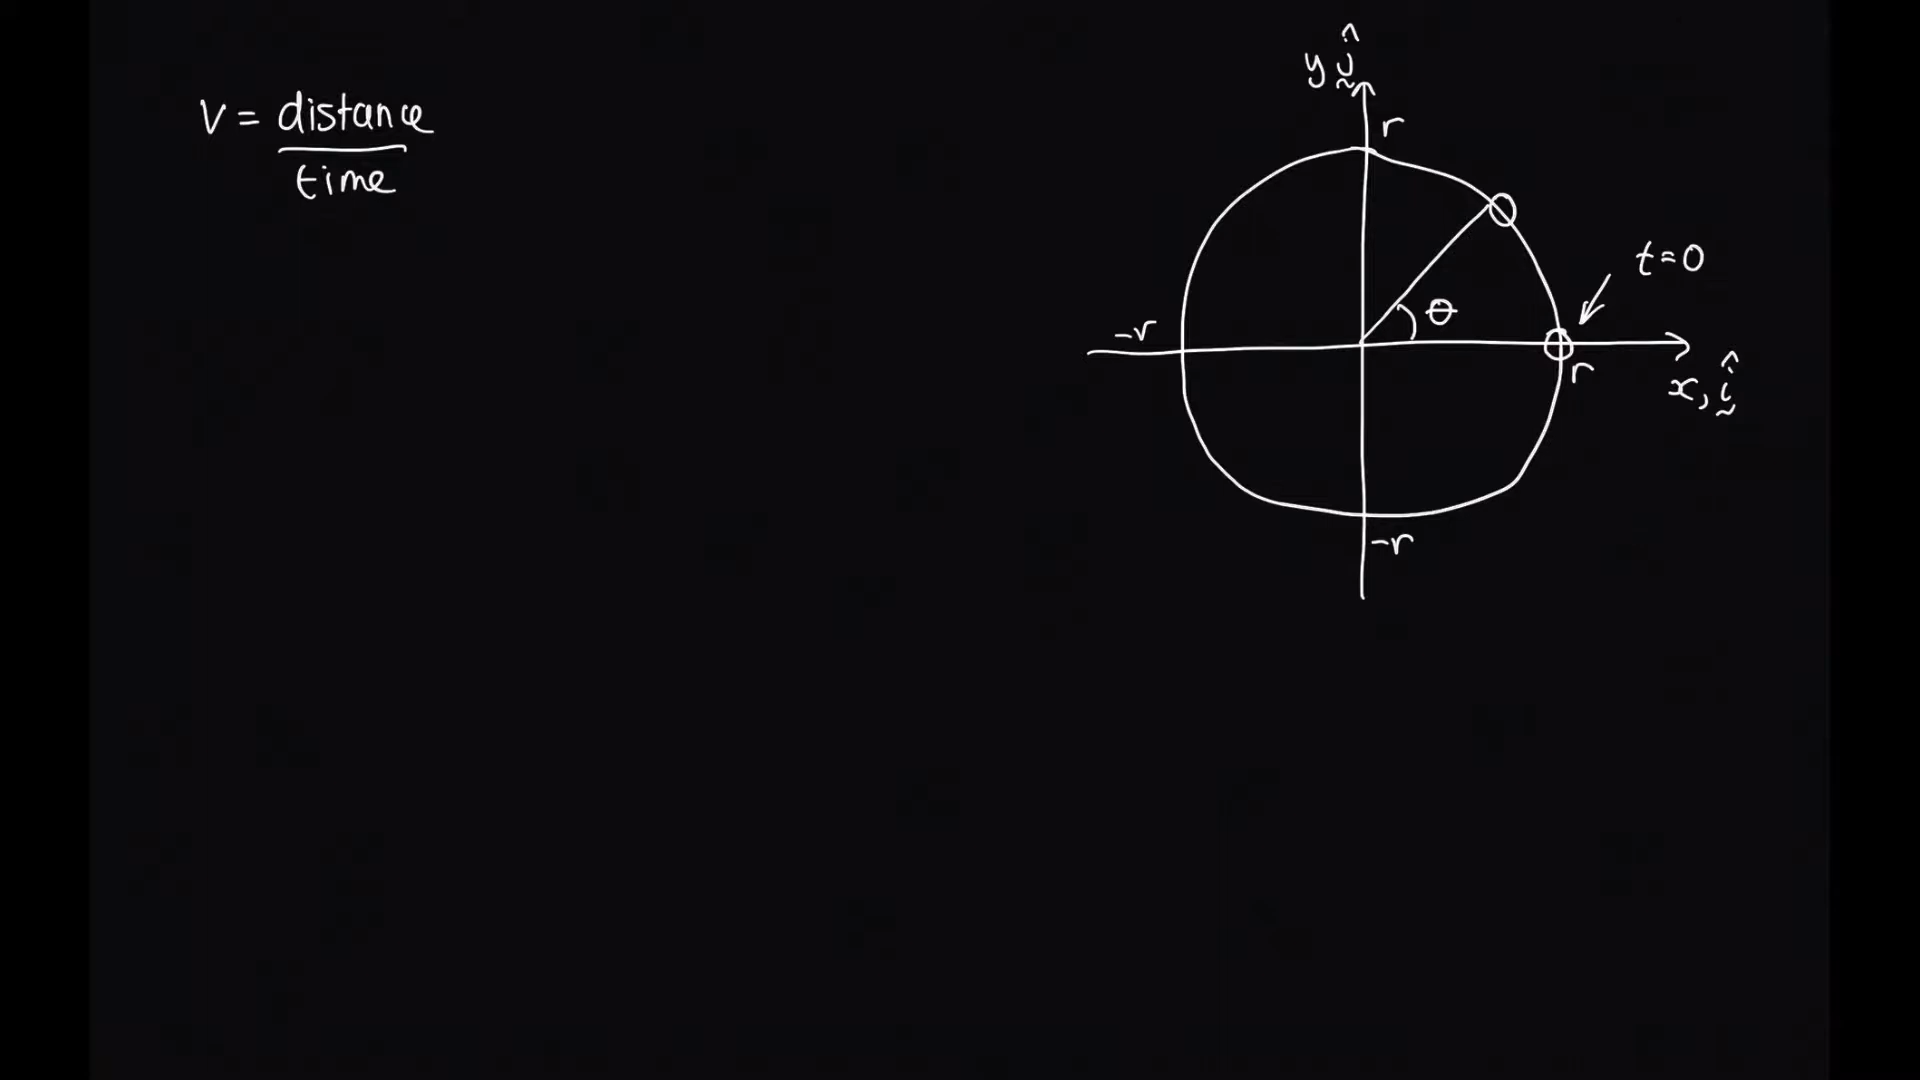 v = distance
time
y ĵ
r
t=0
θ
-r
r
x, î
-r